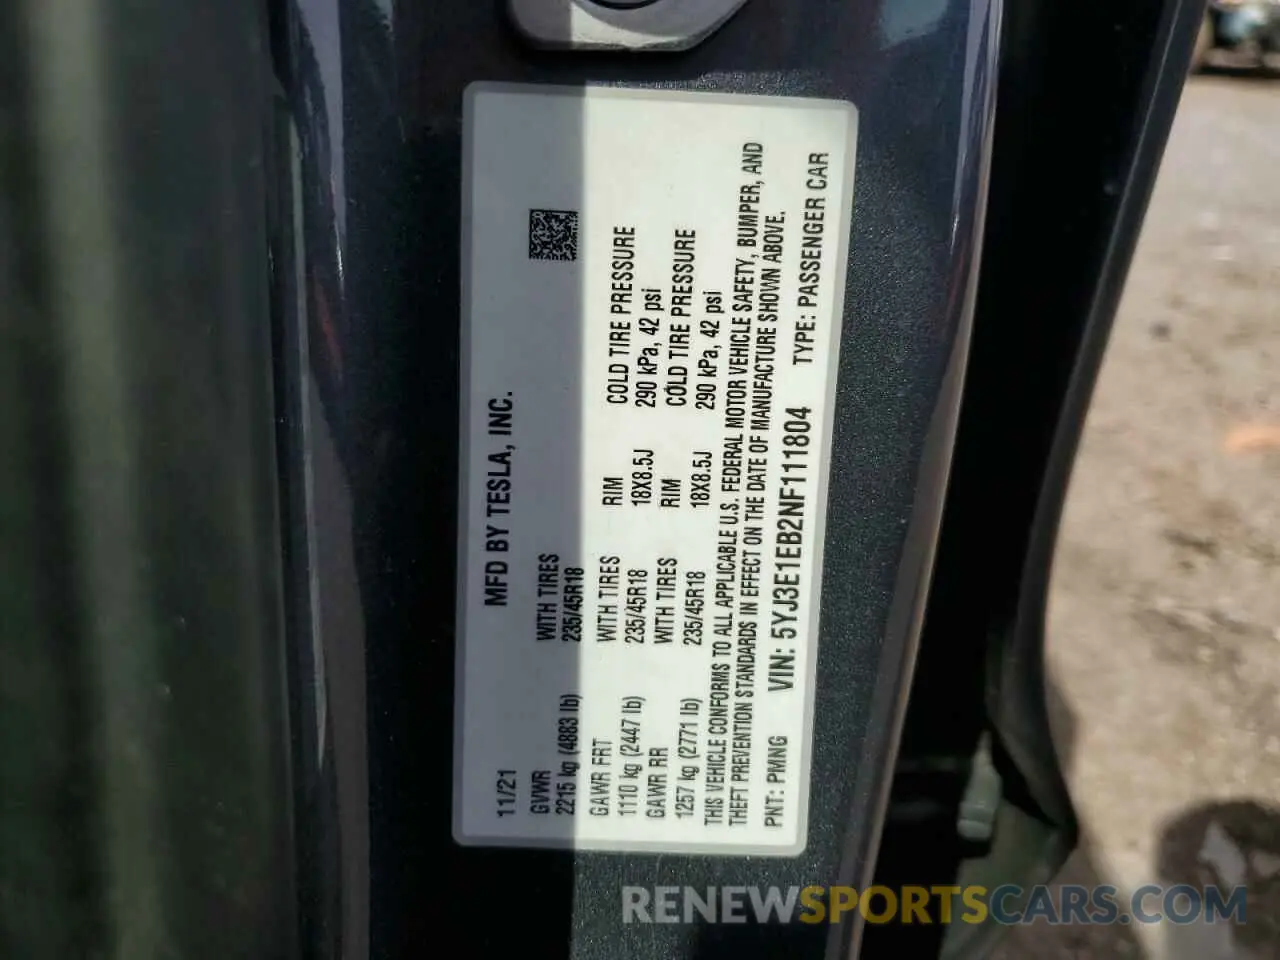 MFD BY TESLA, INC.
11/21
GVWR
2215 kg (4883 lb)
WITH TIRES
235/45R18
GAWR FRT
1110 kg (2447 lb)
WITH TIRES
235/45R18
RIM
18X8.5J
COLD TIRE PRESSURE
290 kPa, 42 psi
GAWR RR
1257 kg (2771 lb)
WITH TIRES
235/45R18
RIM
18X8.5J
COLD TIRE PRESSURE
290 kPa, 42 psi
THIS VEHICLE CONFORMS TO ALL APPLICABLE U.S. FEDERAL MOTOR VEHICLE SAFETY, BUMPER, AND
THEFT PREVENTION STANDARDS IN EFFECT ON THE DATE OF MANUFACTURE SHOWN ABOVE.
PNT: PMNG VIN: 5YJ3E1EB2NF111804 TYPE: PASSENGER CAR
RENEWSPORTSCARS.COM